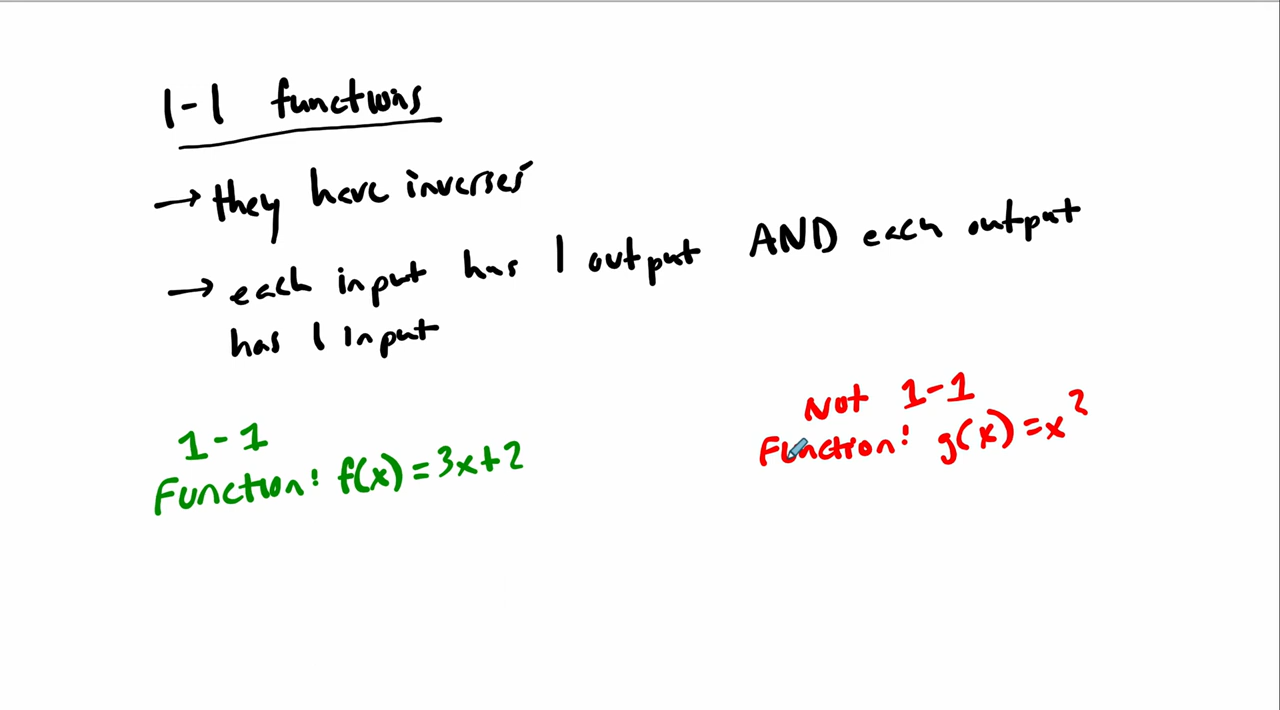 1-1 functions
→ they have inverses
→ each input has 1 output AND each output
has 1 input
1-1
Function: f(x) = 3x+2
Not 1-1
Function: g(x) = x²